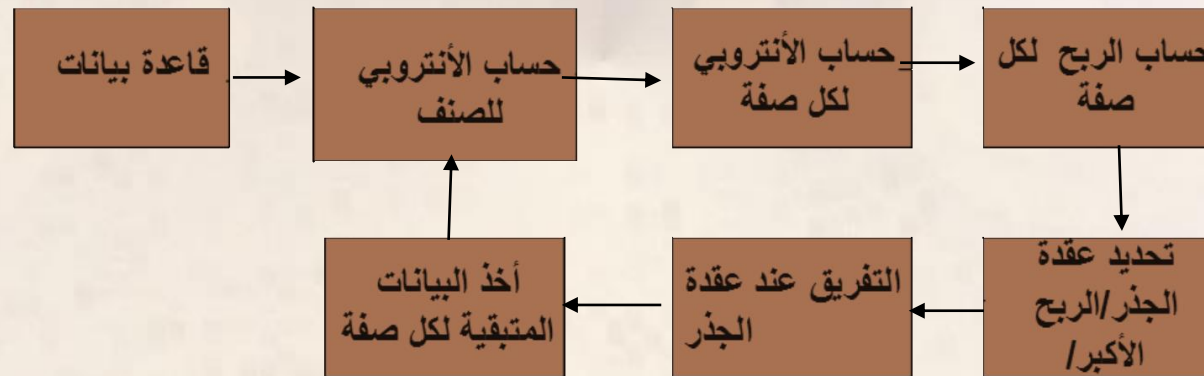 قاعدة بيانات
حساب الأنتروبي
للصنف
حساب الأنتروبي
لكل صفة
حساب الربح لكل
صفة
تحديد عقدة
الجذر/الربح
الأكبر/
التفريق عند عقدة
الجذر
أخذ البيانات
المتبقية لكل صفة